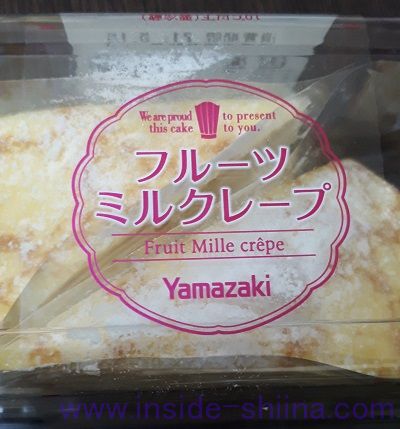 We are proud to present
this cake to you.
フルーツ
ミルクレープ
Fruit Mille crêpe
Yamazaki
www.inside-shiina.com